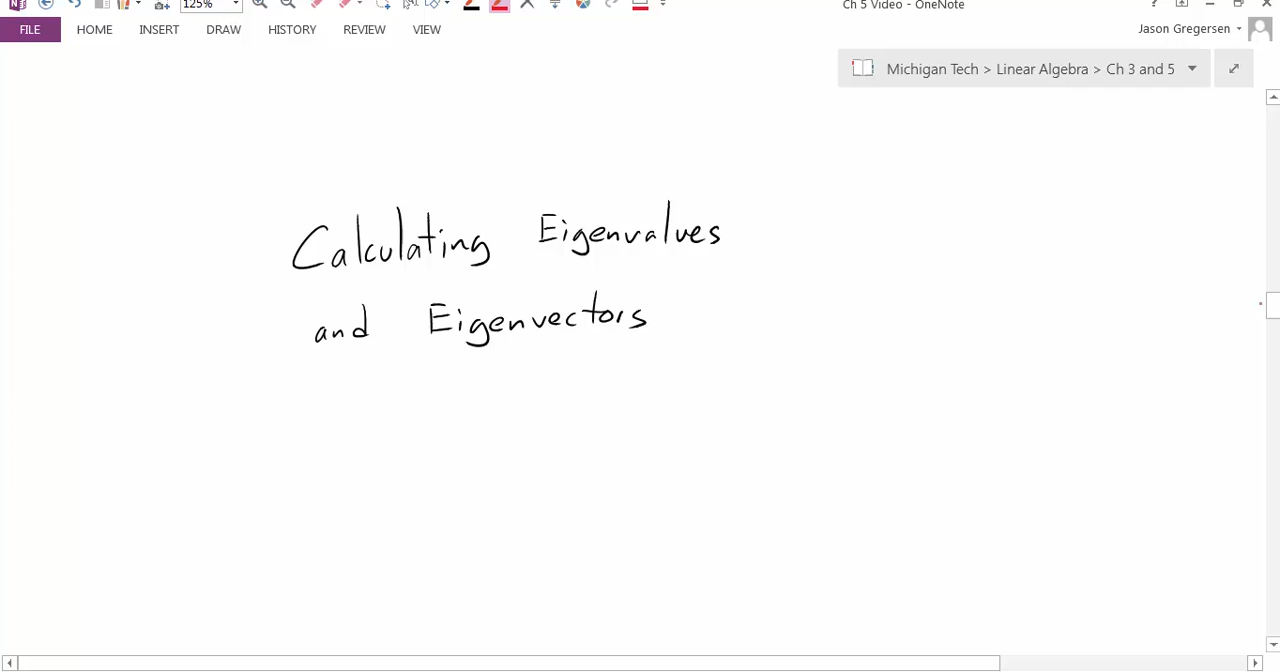 125%
Ch 5 Video - OneNote
FILE HOME INSERT DRAW HISTORY REVIEW VIEW
Jason Gregersen
Michigan Tech > Linear Algebra > Ch 3 and 5
Calculating Eigenvalues
and Eigenvectors